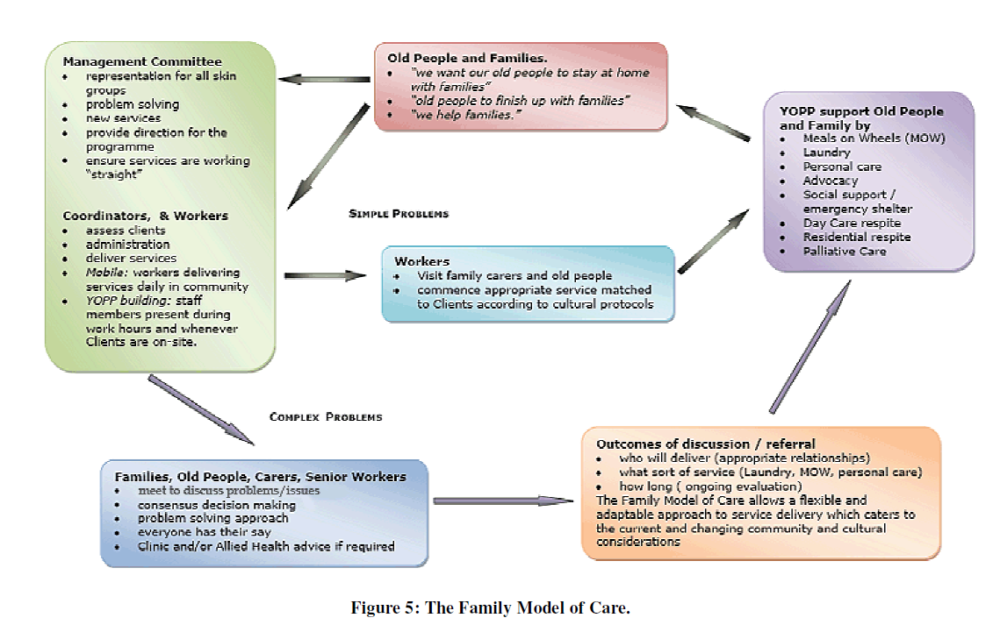 Management Committee
• representation for all skin
groups
• problem solving
• new services
• provide direction for the
programme
• ensure services are working
"straight"
Coordinators, & Workers
• assess clients
• administration
• deliver services
• Mobile: workers delivering
services daily in community
• YOPP building: staff
members present during
work hours and whenever
Clients are on-site.
Old People and Families.
• "we want our old people to stay at home
with families"
• "old people to finish up with families"
• "we help families."
YOPP support Old People
and Family by
• Meals on Wheels (MOW)
• Laundry
• Personal care
• Advocacy
• Social support /
emergency shelter
• Day Care respite
• Residential respite
• Palliative Care
SIMPLE PROBLEMS
Workers
• Visit family carers and old people
• commence appropriate service matched
to Clients according to cultural protocols
COMPLEX PROBLEMS
Families, Old People, Carers, Senior Workers
• meet to discuss problems/issues
• consensus decision making
• problem solving approach
• everyone has their say
• Clinic and/or Allied Health advice if required
Outcomes of discussion / referral
• who will deliver (appropriate relationships)
• what sort of service (Laundry, MOW, personal care)
• how long ( ongoing evaluation)
The Family Model of Care allows a flexible and
adaptable approach to service delivery which caters to
the current and changing community and cultural
considerations
Figure 5: The Family Model of Care.